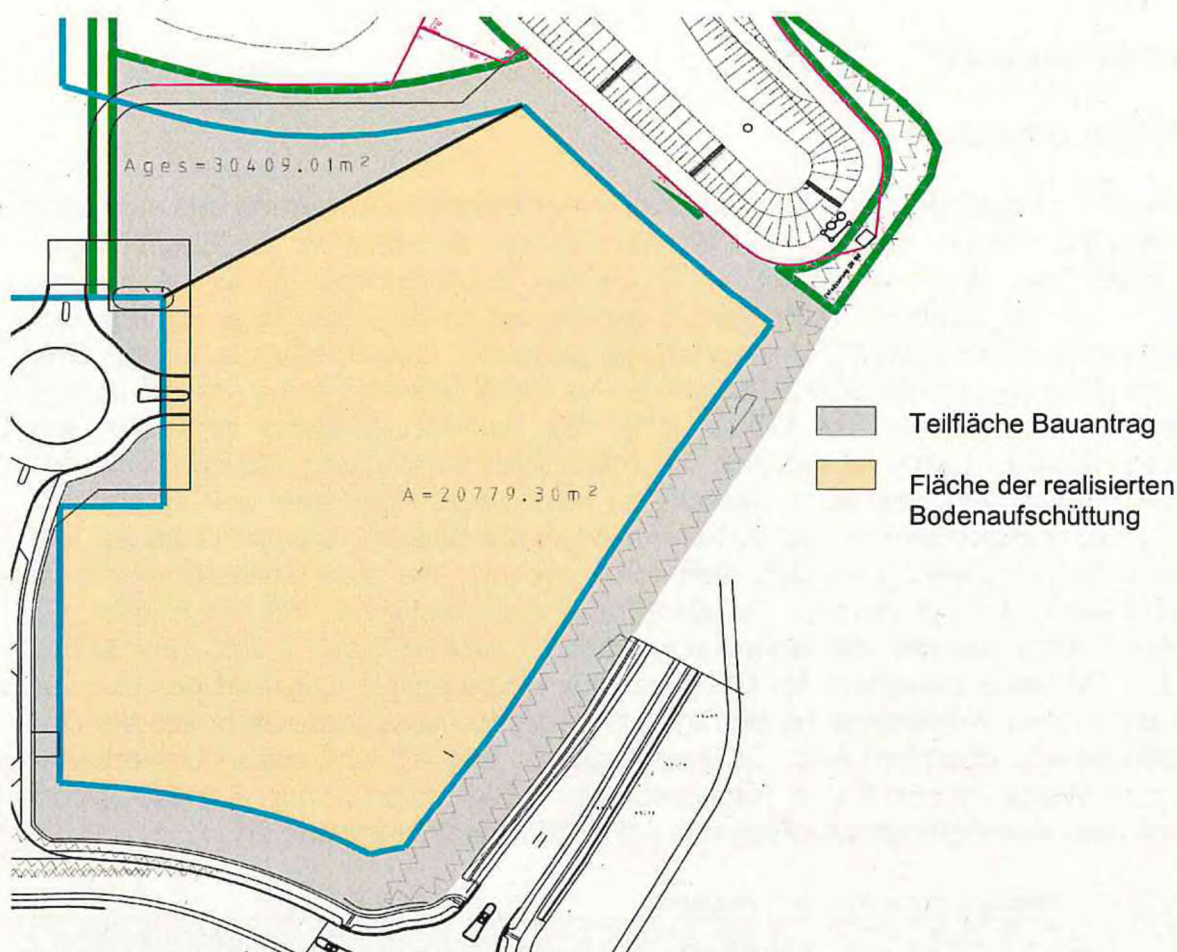 Ages=30409.01m²
Teilfläche Bauantrag
A=20779.30m²
Fläche der realisierten
Bodenaufschüttung